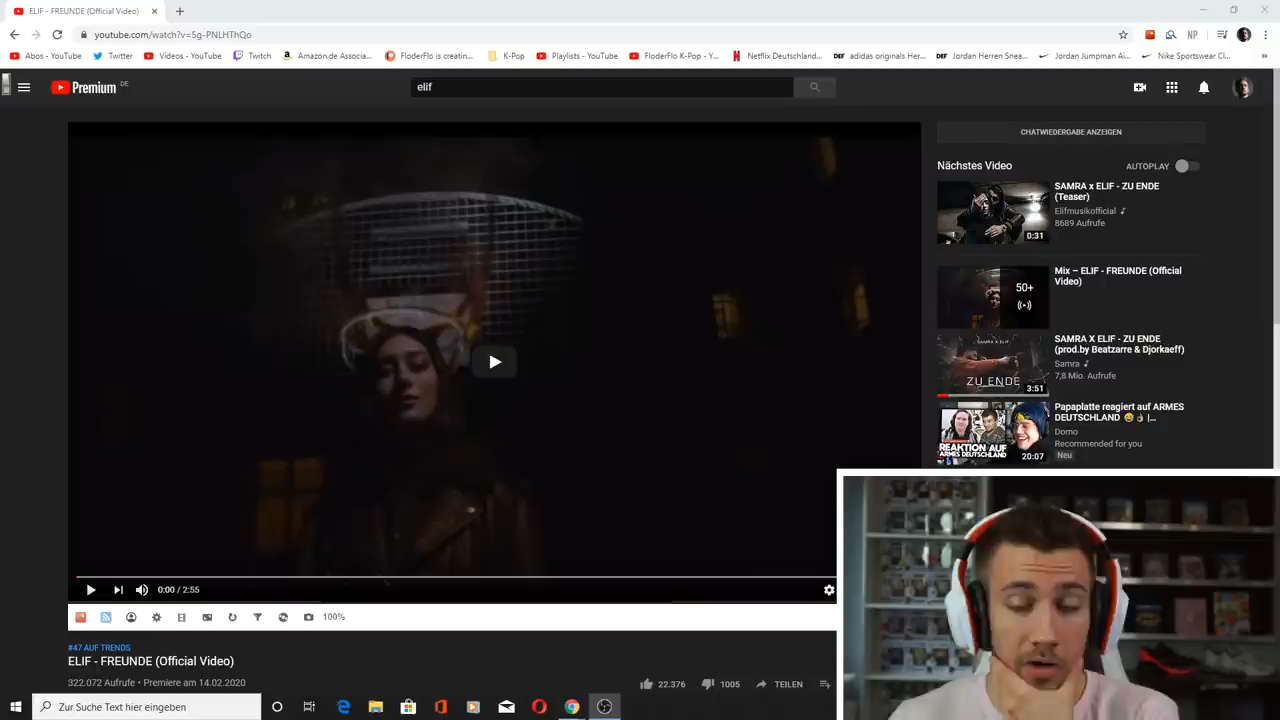 ELIF - FREUNDE (Official Video)
youtube.com/watch?v=5g-PNLHThQo
NP
Abos - YouTube
Twitter
Videos - YouTube
Twitch
Amazon.de Associa...
FloderFlo is creatin...
K-Pop
Playlists - YouTube
FloderFlo K-Pop - Y...
Netflix Deutschland...
DEF
adidas originals Her...
DEF
Jordan Herren Snea...
Jordan Jumpman Ai...
Nike Sportswear Cl...
Premium DE
elif
CHATWIEDERGABE ANZEIGEN
Nächstes Video
AUTOPLAY
SAMRA x ELIF - ZU ENDE
(Teaser)
Elifmusikofficial
8689 Aufrufe
0:31
Mix – ELIF - FREUNDE (Official
Video)
50+
SAMRA X ELIF - ZU ENDE
(prod.by Beatzarre & Djorkaeff)
Samra
7,8 Mio. Aufrufe
SAMRA X ELIF
ZU ENDE
3:51
Papaplatte reagiert auf ARMES
DEUTSCHLAND 😂👌🏻 |...
Domo
Recommended for you
Neu
REAKTION AUF
ARMES DEUTSCHLAND
20:07
0:00 / 2:55
100%
#47 AUF TRENDS
ELIF - FREUNDE (Official Video)
322.072 Aufrufe • Premiere am 14.02.2020
22.376
1005
TEILEN
Zur Suche Text hier eingeben